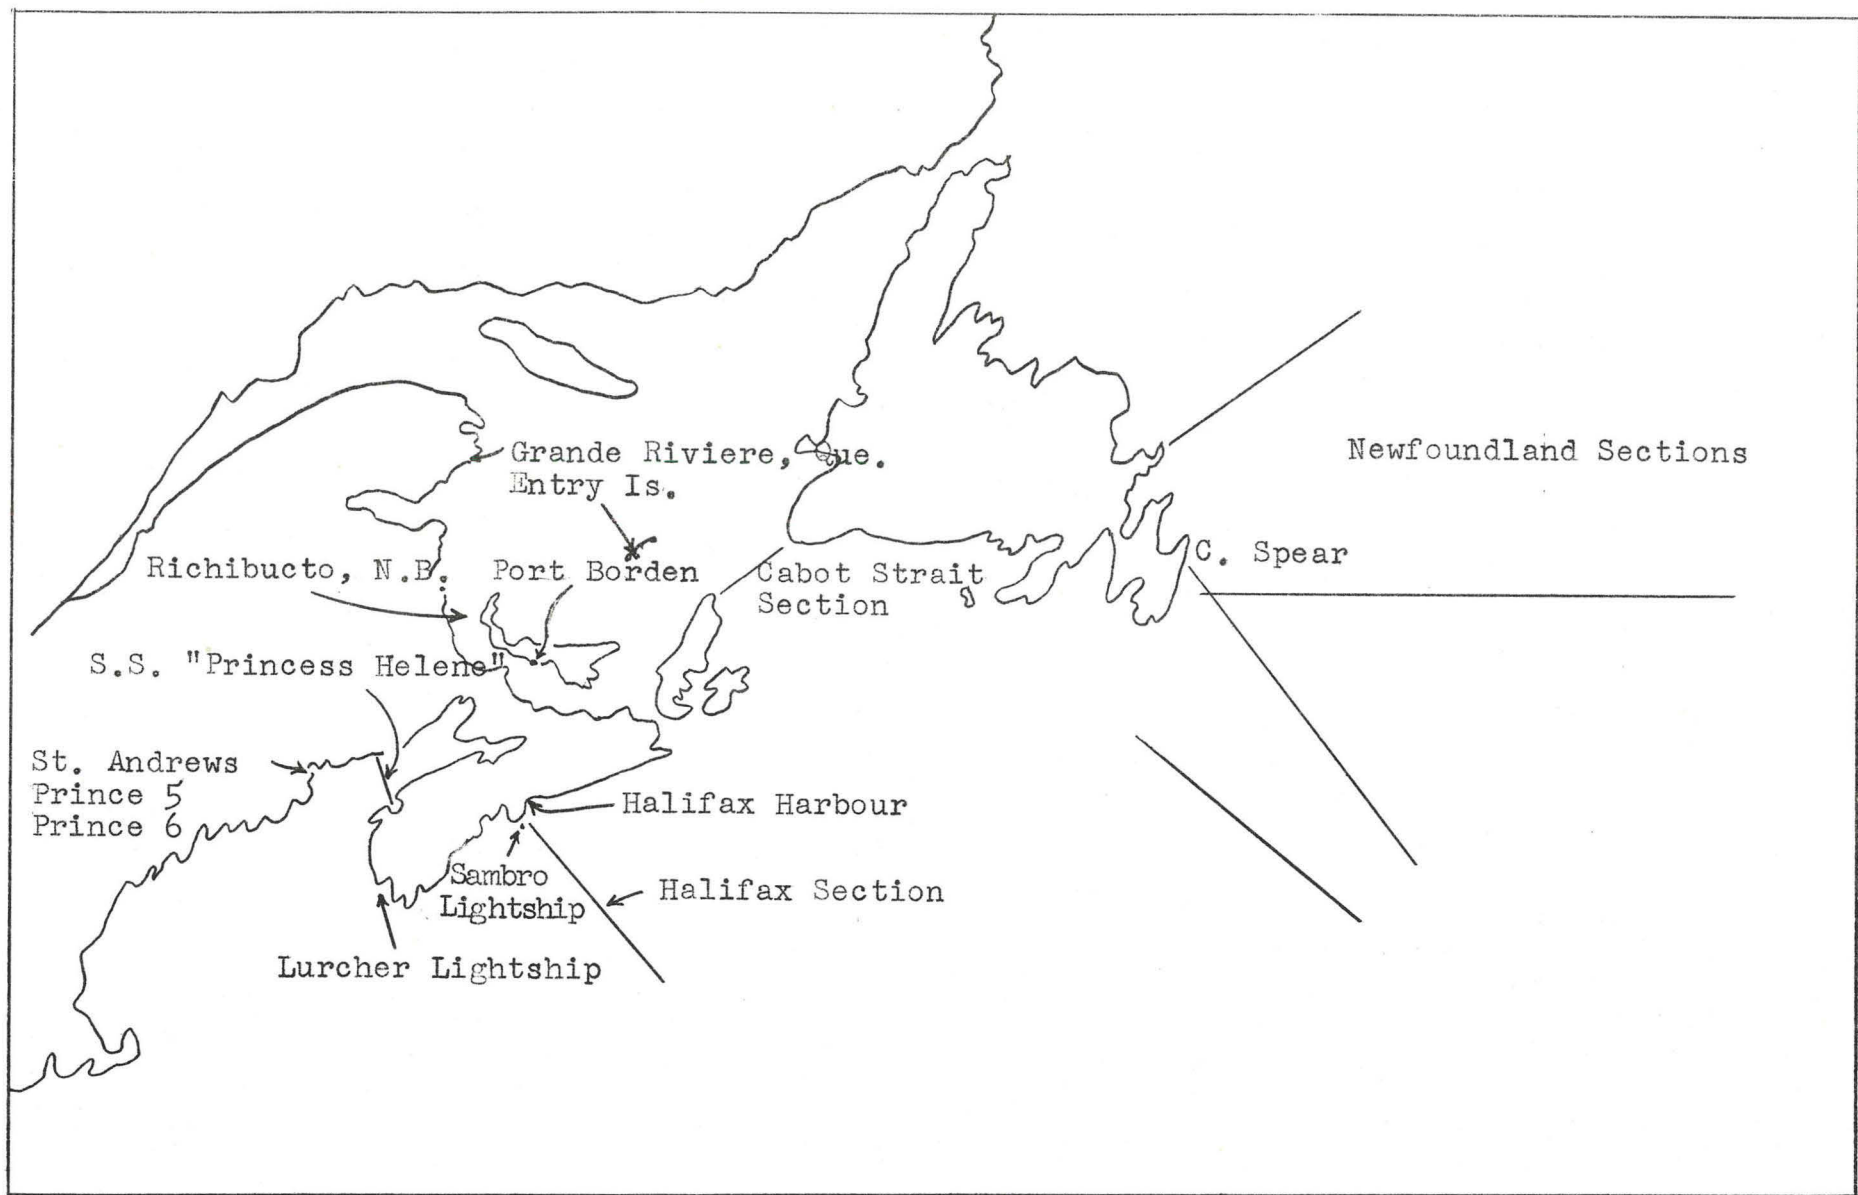 Grande Riviere, Que.
Entry Is.
Newfoundland Sections
Richibucto, N.B.
Port Borden
Cabot Strait
Section
C. Spear
S.S. "Princess Helene"
St. Andrews
Prince 5
Prince 6
Halifax Harbour
Sambro
Lightship
Halifax Section
Lurcher Lightship